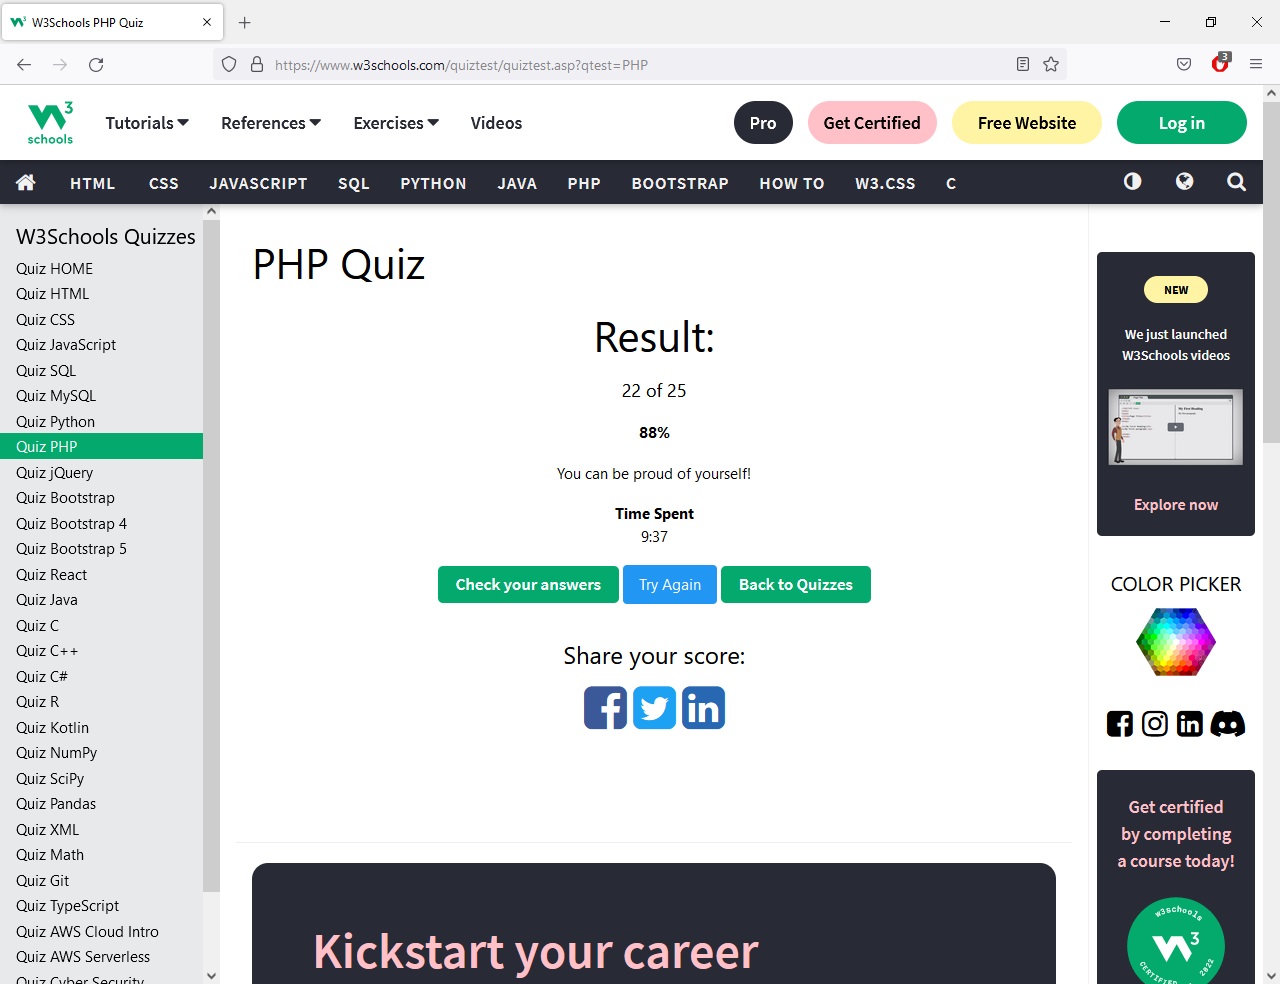 W3Schools PHP Quiz
https://www.w3schools.com/quiztest/quiztest.asp?qtest=PHP
3
3
schools
Tutorials
References
Exercises
Videos
Pro
Get Certified
Free Website
Log in
HTML
CSS
JAVASCRIPT
SQL
PYTHON
JAVA
PHP
BOOTSTRAP
HOW TO
W3.CSS
C
W3Schools Quizzes
Quiz HOME
Quiz HTML
Quiz CSS
Quiz JavaScript
Quiz SQL
Quiz MySQL
Quiz Python
Quiz PHP
Quiz jQuery
Quiz Bootstrap
Quiz Bootstrap 4
Quiz Bootstrap 5
Quiz React
Quiz Java
Quiz C
Quiz C++
Quiz C#
Quiz R
Quiz Kotlin
Quiz NumPy
Quiz SciPy
Quiz Pandas
Quiz XML
Quiz Math
Quiz Git
Quiz TypeScript
Quiz AWS Cloud Intro
Quiz AWS Serverless
Quiz Cyber Security
PHP Quiz
Result:
22 of 25
88%
You can be proud of yourself!
Time Spent
9:37
Check your answers
Try Again
Back to Quizzes
Share your score:
Kickstart your career
NEW
We just launched
W3Schools videos
Explore now
COLOR PICKER
Get certified
by completing
a course today!
w3schools
3
CERTIFIED
2022